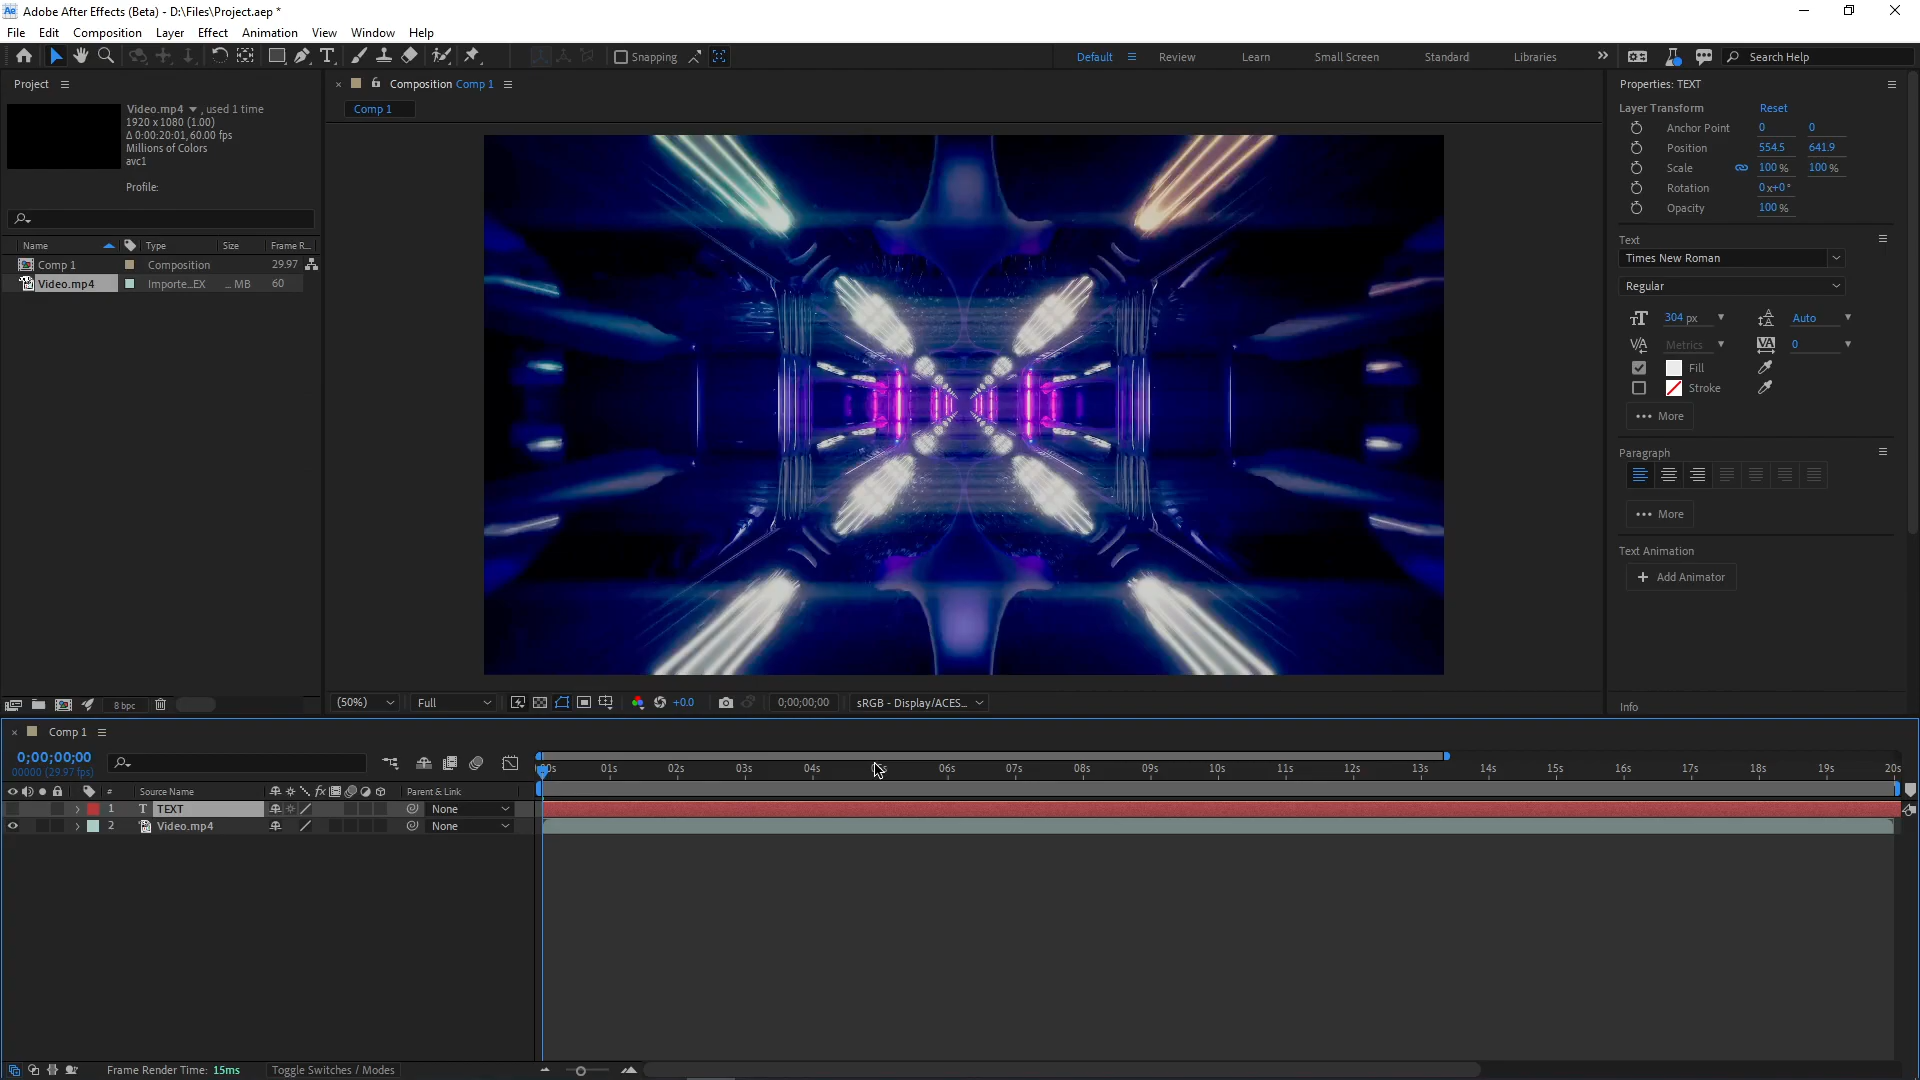 Adobe After Effects (Beta) - D:\Files\Project.aep *
File Edit Composition Layer Effect Animation View Window Help
Snapping
Default Review Learn Small Screen Standard Libraries Search Help
Project
Video.mp4 , used 1 time
1920 x 1080 (1.00)
Δ 0:00:20:01, 60.00 fps
Millions of Colors
avc1
Profile:
Name Type Size Frame R...
Comp 1 Composition 29.97
Video.mp4 Importe...EX ... MB 60
8 bpc
Composition Comp 1
Comp 1
(50%) Full +0.0 0;00;00;00 sRGB - Display/ACES...
Properties: TEXT
Layer Transform Reset
Anchor Point 0 0
Position 554.5 641.9
Scale 100 % 100 %
Rotation 0 x+0 °
Opacity 100 %
Text
Times New Roman
Regular
304 px Auto
Metrics 0
Fill
Stroke
More
Paragraph
More
Text Animation
Add Animator
Info
Comp 1
0;00;00;00
00000 (29.97 fps)
00s 01s 02s 03s 04s 05s 06s 07s 08s 09s 10s 11s 12s 13s 14s 15s 16s 17s 18s 19s 20s
# Source Name fx Parent & Link
1 T TEXT None
2 Video.mp4 None
Frame Render Time: 15ms Toggle Switches / Modes